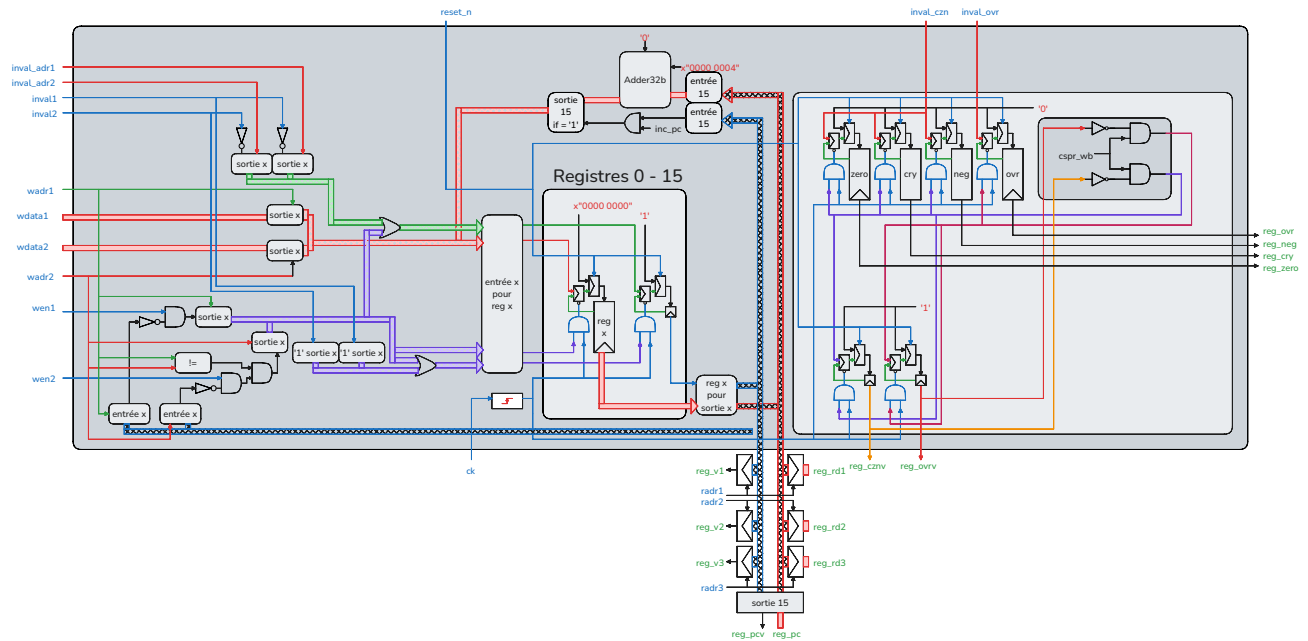 reset_n
inval_czn
inval_ovr
'0'
inval_adr1
inval_adr2
inval1
inval2
Adder32b
x"0000 0004"
entrée
15
sortie
15
if = '1'
entrée
15
inc_pc
'0'
cspr_wb
sortie x
sortie x
zero
cry
neg
ovr
Registres 0 - 15
wadr1
wdata1
wdata2
wadr2
sortie x
sortie x
x"0000 0000"
'1'
reg_ovr
reg_neg
reg_cry
reg_zero
entrée x
pour
reg x
wen1
sortie x
sortie x
'1' sortie x
'1' sortie x
!=
wen2
reg
x
'1'
entrée x
entrée x
reg x
pour
sortie x
ck
reg_cznv
reg_ovrv
reg_v1
reg_rd1
radr1
radr2
reg_v2
reg_rd2
reg_v3
reg_rd3
radr3
sortie 15
reg_pcv
reg_pc